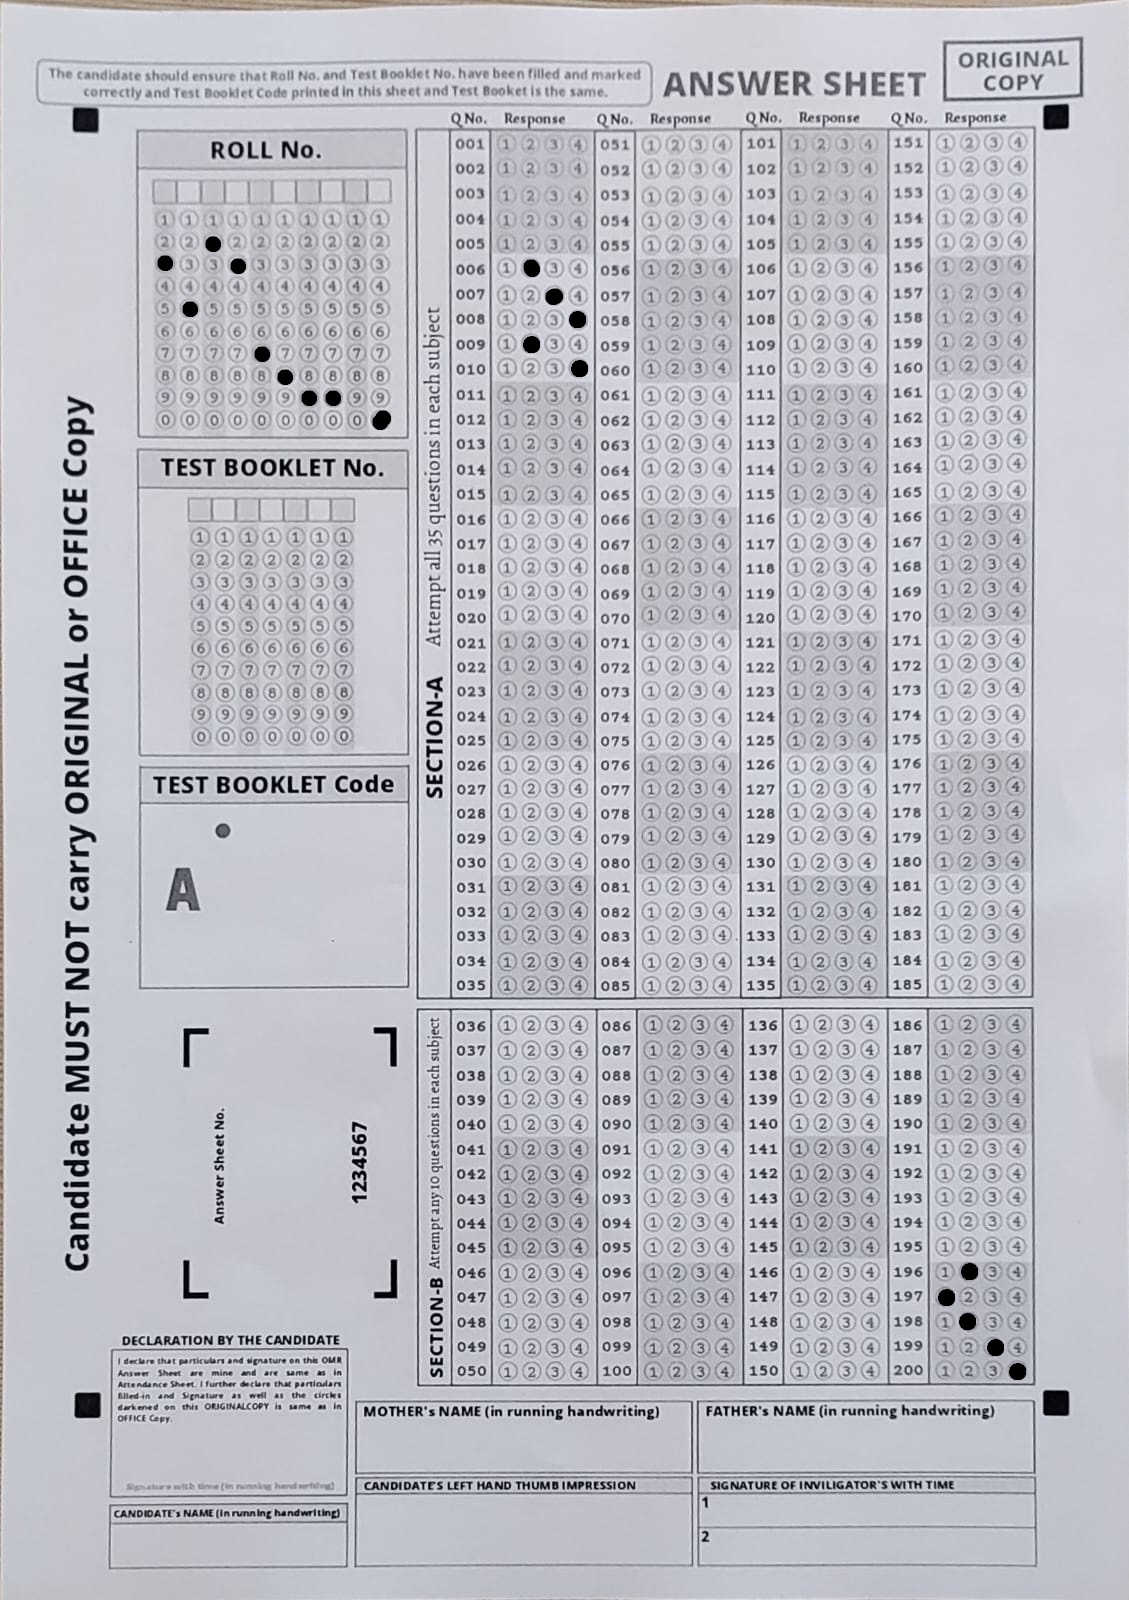 The candidate should ensure that Roll No. and Test Booklet No. have been filled and marked
correctly and Test Booklet Code printed in this sheet and Test Booket is the same.
ANSWER SHEET
ORIGINAL
COPY
Candidate MUST NOT carry ORIGINAL or OFFICE Copy
ROLL No.
1 1 1 1 1 1 1 1 1 1
2 2 2 2 2 2 2 2 2
3 3 3 3 3 3 3 3
4 4 4 4 4 4 4 4 4 4
5 5 5 5 5 5 5 5 5
6 6 6 6 6 6 6 6 6 6
7 7 7 7 7 7 7 7 7
8 8 8 8 8 8 8 8 8
9 9 9 9 9 9 9 9
0 0 0 0 0 0 0 0 0
TEST BOOKLET No.
1 1 1 1 1 1 1
2 2 2 2 2 2 2
3 3 3 3 3 3 3
4 4 4 4 4 4 4
5 5 5 5 5 5 5
6 6 6 6 6 6 6
7 7 7 7 7 7 7
8 8 8 8 8 8 8
9 9 9 9 9 9 9
0 0 0 0 0 0 0
TEST BOOKLET Code
A
Answer Sheet No.
1234567
Q No. Response Q No. Response Q No. Response Q No. Response
SECTION-A Attempt all 35 questions in each subject
001 1 2 3 4 051 1 2 3 4 101 1 2 3 4 151 1 2 3 4
002 1 2 3 4 052 1 2 3 4 102 1 2 3 4 152 1 2 3 4
003 1 2 3 4 053 1 2 3 4 103 1 2 3 4 153 1 2 3 4
004 1 2 3 4 054 1 2 3 4 104 1 2 3 4 154 1 2 3 4
005 1 2 3 4 055 1 2 3 4 105 1 2 3 4 155 1 2 3 4
006 1 3 4 056 1 2 3 4 106 1 2 3 4 156 1 2 3 4
007 1 2 4 057 1 2 3 4 107 1 2 3 4 157 1 2 3 4
008 1 2 3 058 1 2 3 4 108 1 2 3 4 158 1 2 3 4
009 1 3 4 059 1 2 3 4 109 1 2 3 4 159 1 2 3 4
010 1 2 3 060 1 2 3 4 110 1 2 3 4 160 1 2 3 4
011 1 2 3 4 061 1 2 3 4 111 1 2 3 4 161 1 2 3 4
012 1 2 3 4 062 1 2 3 4 112 1 2 3 4 162 1 2 3 4
013 1 2 3 4 063 1 2 3 4 113 1 2 3 4 163 1 2 3 4
014 1 2 3 4 064 1 2 3 4 114 1 2 3 4 164 1 2 3 4
015 1 2 3 4 065 1 2 3 4 115 1 2 3 4 165 1 2 3 4
016 1 2 3 4 066 1 2 3 4 116 1 2 3 4 166 1 2 3 4
017 1 2 3 4 067 1 2 3 4 117 1 2 3 4 167 1 2 3 4
018 1 2 3 4 068 1 2 3 4 118 1 2 3 4 168 1 2 3 4
019 1 2 3 4 069 1 2 3 4 119 1 2 3 4 169 1 2 3 4
020 1 2 3 4 070 1 2 3 4 120 1 2 3 4 170 1 2 3 4
021 1 2 3 4 071 1 2 3 4 121 1 2 3 4 171 1 2 3 4
022 1 2 3 4 072 1 2 3 4 122 1 2 3 4 172 1 2 3 4
023 1 2 3 4 073 1 2 3 4 123 1 2 3 4 173 1 2 3 4
024 1 2 3 4 074 1 2 3 4 124 1 2 3 4 174 1 2 3 4
025 1 2 3 4 075 1 2 3 4 125 1 2 3 4 175 1 2 3 4
026 1 2 3 4 076 1 2 3 4 126 1 2 3 4 176 1 2 3 4
027 1 2 3 4 077 1 2 3 4 127 1 2 3 4 177 1 2 3 4
028 1 2 3 4 078 1 2 3 4 128 1 2 3 4 178 1 2 3 4
029 1 2 3 4 079 1 2 3 4 129 1 2 3 4 179 1 2 3 4
030 1 2 3 4 080 1 2 3 4 130 1 2 3 4 180 1 2 3 4
031 1 2 3 4 081 1 2 3 4 131 1 2 3 4 181 1 2 3 4
032 1 2 3 4 082 1 2 3 4 132 1 2 3 4 182 1 2 3 4
033 1 2 3 4 083 1 2 3 4 133 1 2 3 4 183 1 2 3 4
034 1 2 3 4 084 1 2 3 4 134 1 2 3 4 184 1 2 3 4
035 1 2 3 4 085 1 2 3 4 135 1 2 3 4 185 1 2 3 4
SECTION-B Attempt any 10 questions in each subject
036 1 2 3 4 086 1 2 3 4 136 1 2 3 4 186 1 2 3 4
037 1 2 3 4 087 1 2 3 4 137 1 2 3 4 187 1 2 3 4
038 1 2 3 4 088 1 2 3 4 138 1 2 3 4 188 1 2 3 4
039 1 2 3 4 089 1 2 3 4 139 1 2 3 4 189 1 2 3 4
040 1 2 3 4 090 1 2 3 4 140 1 2 3 4 190 1 2 3 4
041 1 2 3 4 091 1 2 3 4 141 1 2 3 4 191 1 2 3 4
042 1 2 3 4 092 1 2 3 4 142 1 2 3 4 192 1 2 3 4
043 1 2 3 4 093 1 2 3 4 143 1 2 3 4 193 1 2 3 4
044 1 2 3 4 094 1 2 3 4 144 1 2 3 4 194 1 2 3 4
045 1 2 3 4 095 1 2 3 4 145 1 2 3 4 195 1 2 3 4
046 1 2 3 4 096 1 2 3 4 146 1 2 3 4 196 1 3 4
047 1 2 3 4 097 1 2 3 4 147 1 2 3 4 197 2 3 4
048 1 2 3 4 098 1 2 3 4 148 1 2 3 4 198 1 3 4
049 1 2 3 4 099 1 2 3 4 149 1 2 3 4 199 1 2 4
050 1 2 3 4 100 1 2 3 4 150 1 2 3 4 200 1 2 3
DECLARATION BY THE CANDIDATE
I declare that particulars and signature on this OMR
Answer Sheet are mine and are same as in
Attendance Sheet. I further declare that particulars
filled-in and Signature as well as the circles
darkened on this ORIGINALCOPY is same as in
OFFICE Copy.
Signature with time (in running handwriting)
CANDIDATE's NAME (in running handwriting)
MOTHER's NAME (in running handwriting)
FATHER's NAME (in running handwriting)
CANDIDATE'S LEFT HAND THUMB IMPRESSION
SIGNATURE OF INVILIGATOR'S WITH TIME
1
2